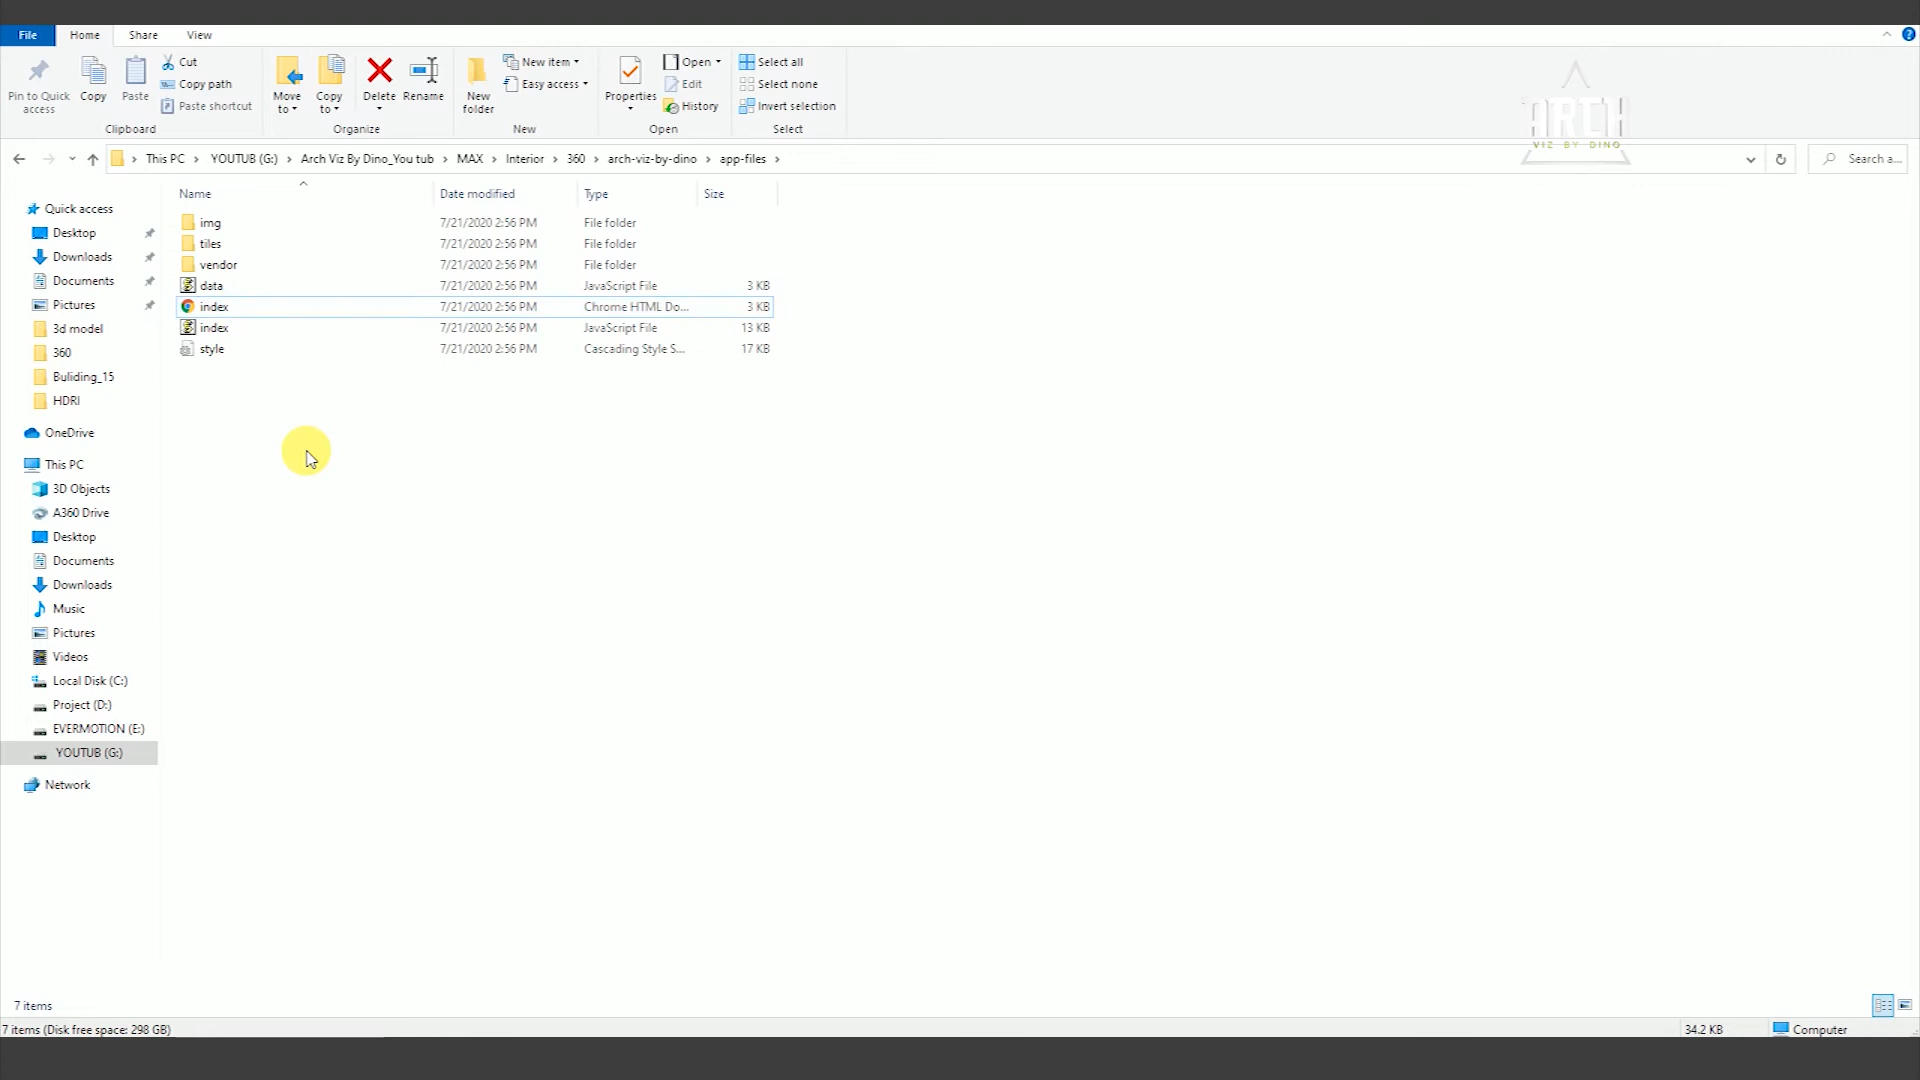 File Home Share View
Pin to Quick access
Copy
Paste
Cut
Copy path
Paste shortcut
Clipboard
Move to
Copy to
Delete
Rename
Organize
New folder
New item
Easy access
New
Properties
Open
Edit
History
Open
Select all
Select none
Invert selection
Select
ARCH
VIZ BY DINO
This PC YOUTUB (G:) Arch Viz By Dino_You tub MAX Interior 360 arch-viz-by-dino app-files
Search a...
Name Date modified Type Size
img 7/21/2020 2:56 PM File folder
tiles 7/21/2020 2:56 PM File folder
vendor 7/21/2020 2:56 PM File folder
data 7/21/2020 2:56 PM JavaScript File 3 KB
index 7/21/2020 2:56 PM Chrome HTML Do... 3 KB
index 7/21/2020 2:56 PM JavaScript File 13 KB
style 7/21/2020 2:56 PM Cascading Style S... 17 KB
Quick access
Desktop
Downloads
Documents
Pictures
3d model
360
Buliding_15
HDRI
OneDrive
This PC
3D Objects
A360 Drive
Desktop
Documents
Downloads
Music
Pictures
Videos
Local Disk (C:)
Project (D:)
EVERMOTION (E:)
YOUTUB (G:)
Network
7 items
7 items (Disk free space: 298 GB)
34.2 KB
Computer